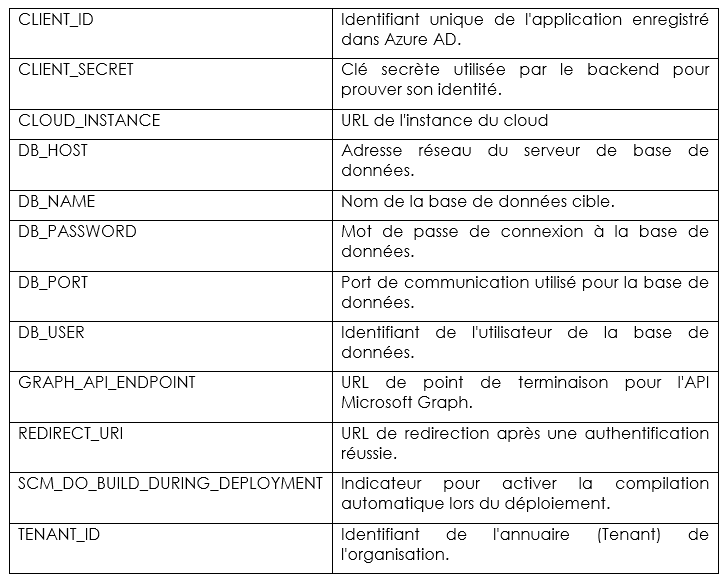 CLIENT_ID
Identifiant unique de l'application enregistré
dans Azure AD.
CLIENT_SECRET
Clé secrète utilisée par le backend pour
prouver son identité.
CLOUD_INSTANCE
URL de l'instance du cloud
DB_HOST
Adresse réseau du serveur de base de
données.
DB_NAME
Nom de la base de données cible.
DB_PASSWORD
Mot de passe de connexion à la base de
données.
DB_PORT
Port de communication utilisé pour la base de
données.
DB_USER
Identifiant de l'utilisateur de la base de
données.
GRAPH_API_ENDPOINT
URL de point de terminaison pour l'API
Microsoft Graph.
REDIRECT_URI
URL de redirection après une authentification
réussie.
SCM_DO_BUILD_DURING_DEPLOYMENT
Indicateur pour activer la compilation
automatique lors du déploiement.
TENANT_ID
Identifiant de l'annuaire (Tenant) de
l'organisation.